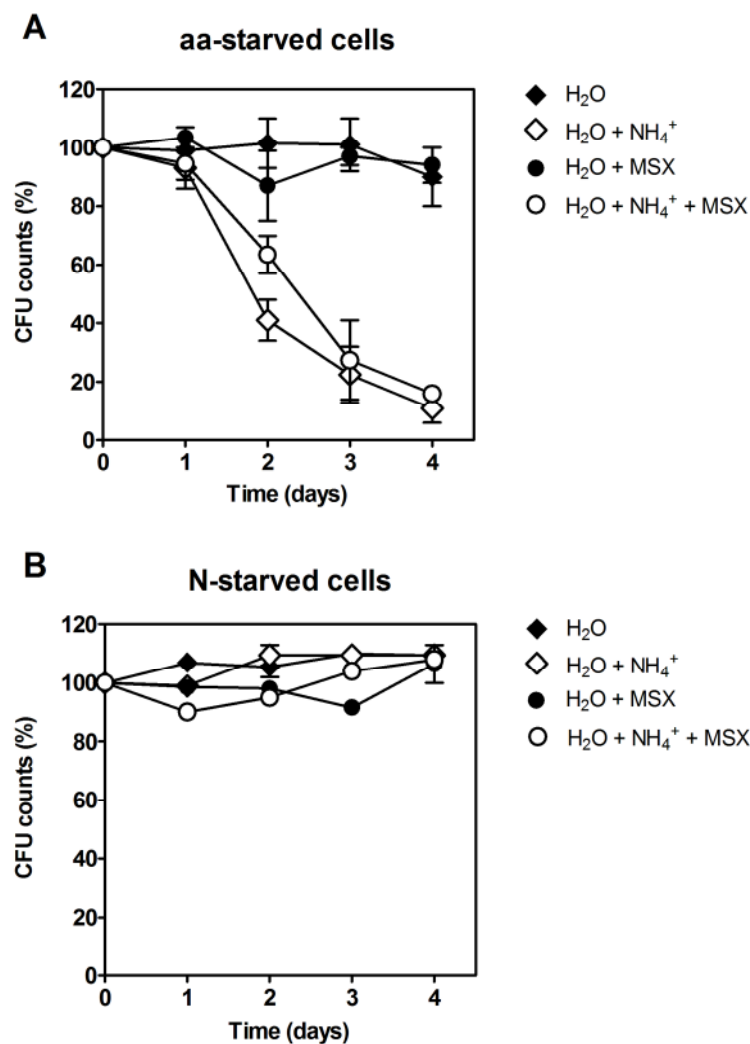 A
aa-starved cells
120
100
80
60
40
20
0
CFU counts (%)
0 1 2 3 4
Time (days)
H₂O
H₂O + NH₄⁺
H₂O + MSX
H₂O + NH₄⁺ + MSX
B
N-starved cells
120
100
80
60
40
20
0
CFU counts (%)
0 1 2 3 4
Time (days)
H₂O
H₂O + NH₄⁺
H₂O + MSX
H₂O + NH₄⁺ + MSX